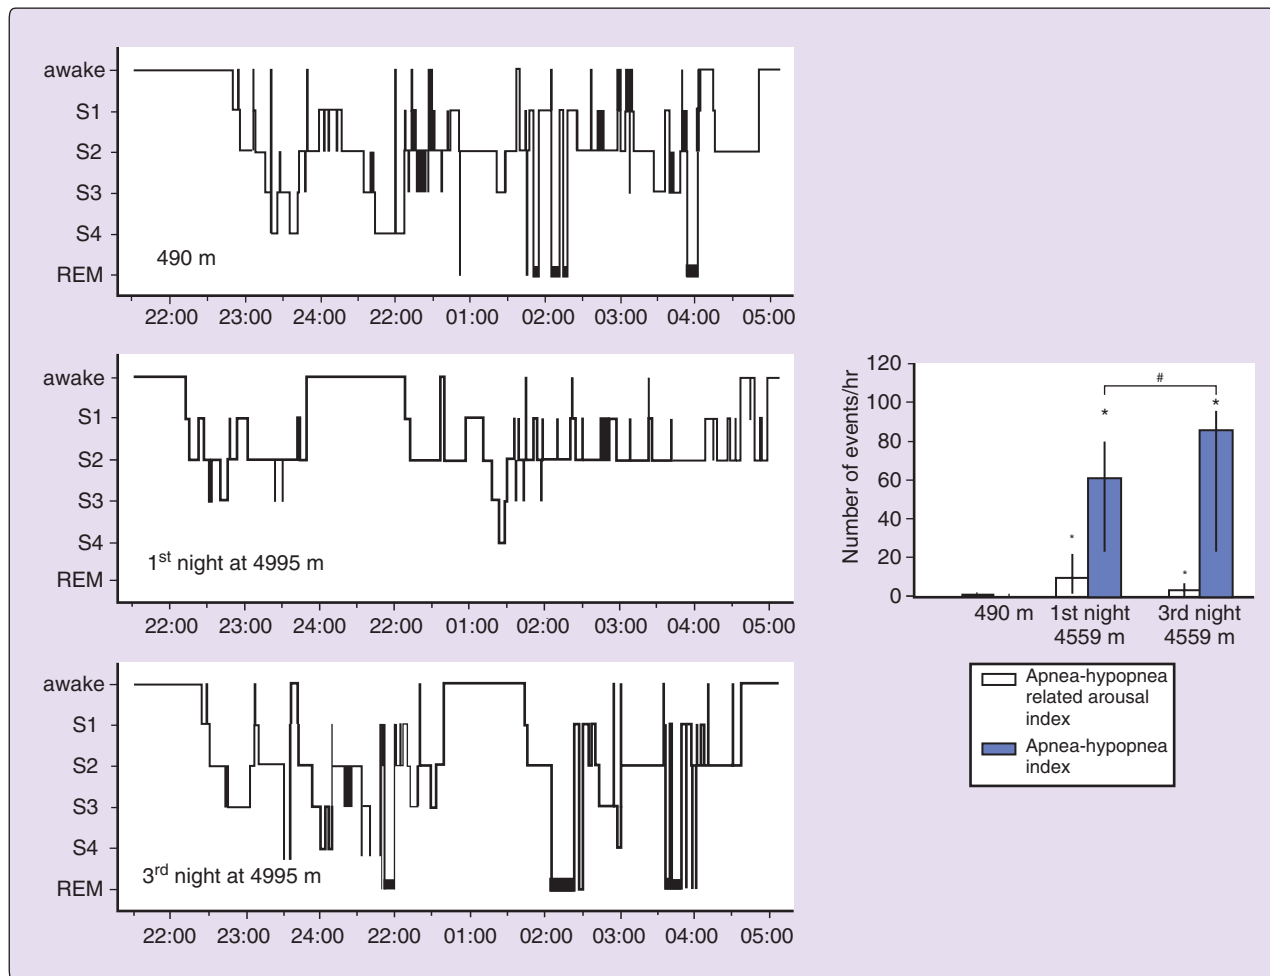 awake
S1
S2
S3
S4
REM
490 m
22:00 23:00 24:00 22:00 01:00 02:00 03:00 04:00 05:00
awake
S1
S2
S3
S4
REM
1st night at 4995 m
22:00 23:00 24:00 22:00 01:00 02:00 03:00 04:00 05:00
awake
S1
S2
S3
S4
REM
3rd night at 4995 m
22:00 23:00 24:00 22:00 01:00 02:00 03:00 04:00 05:00
Number of events/hr
120
100
80
60
40
20
0
#
* *
* *
490 m 1st night 3rd night
4559 m 4559 m
Apnea-hypopnea
related arousal
index
Apnea-hypopnea
index